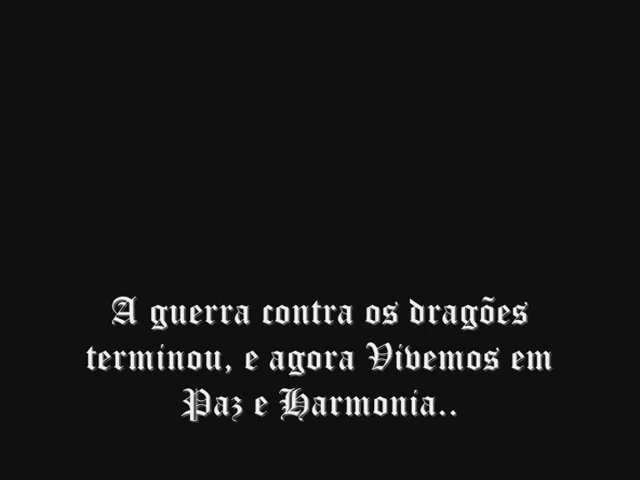 A guerra contra os dragões
terminou, e agora Vivemos em
Paz e Harmonia..